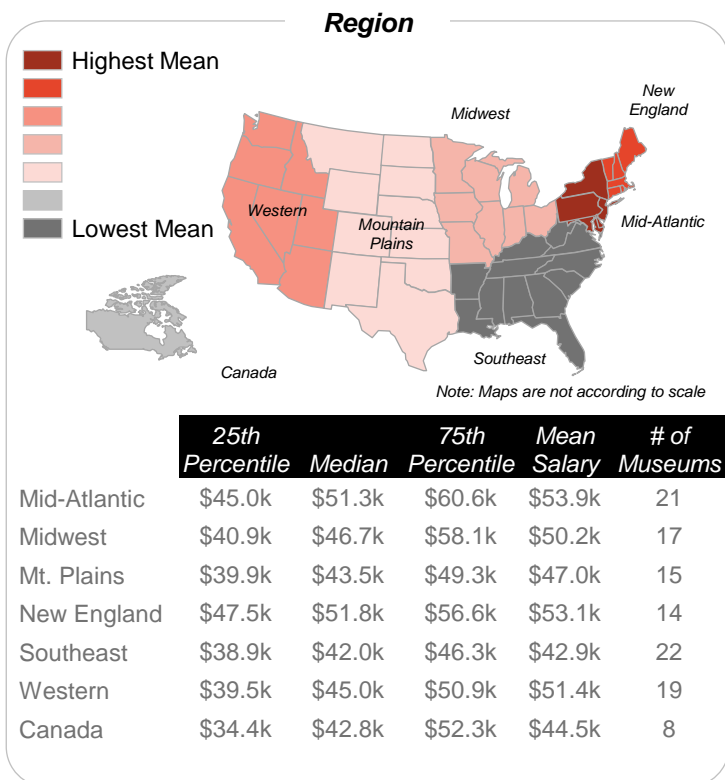 Region
Highest Mean
Lowest Mean
New
England
Midwest
Western
Mountain
Plains
Mid-Atlantic
Southeast
Canada
Note: Maps are not according to scale
25th Percentile Median 75th Percentile Mean Salary # of Museums
Mid-Atlantic $45.0k $51.3k $60.6k $53.9k 21
Midwest $40.9k $46.7k $58.1k $50.2k 17
Mt. Plains $39.9k $43.5k $49.3k $47.0k 15
New England $47.5k $51.8k $56.6k $53.1k 14
Southeast $38.9k $42.0k $46.3k $42.9k 22
Western $39.5k $45.0k $50.9k $51.4k 19
Canada $34.4k $42.8k $52.3k $44.5k 8